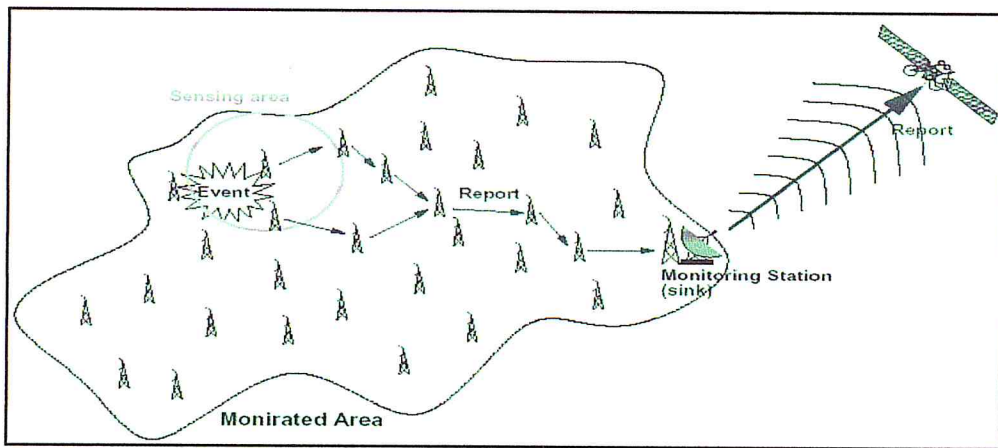 Sensing area
Event
Report
Report
Monitoring Station
(sink)
Monirated Area